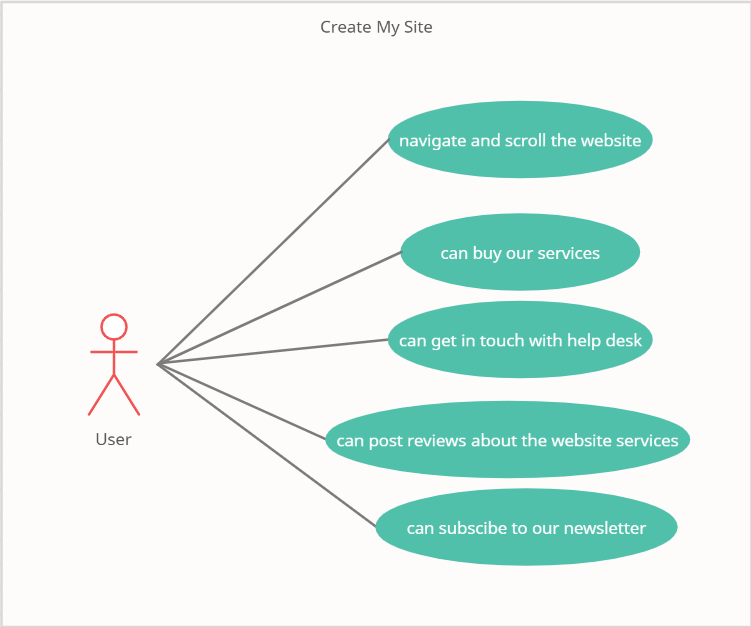 Create My Site
navigate and scroll the website
can buy our services
can get in touch with help desk
can post reviews about the website services
can subscibe to our newsletter
User